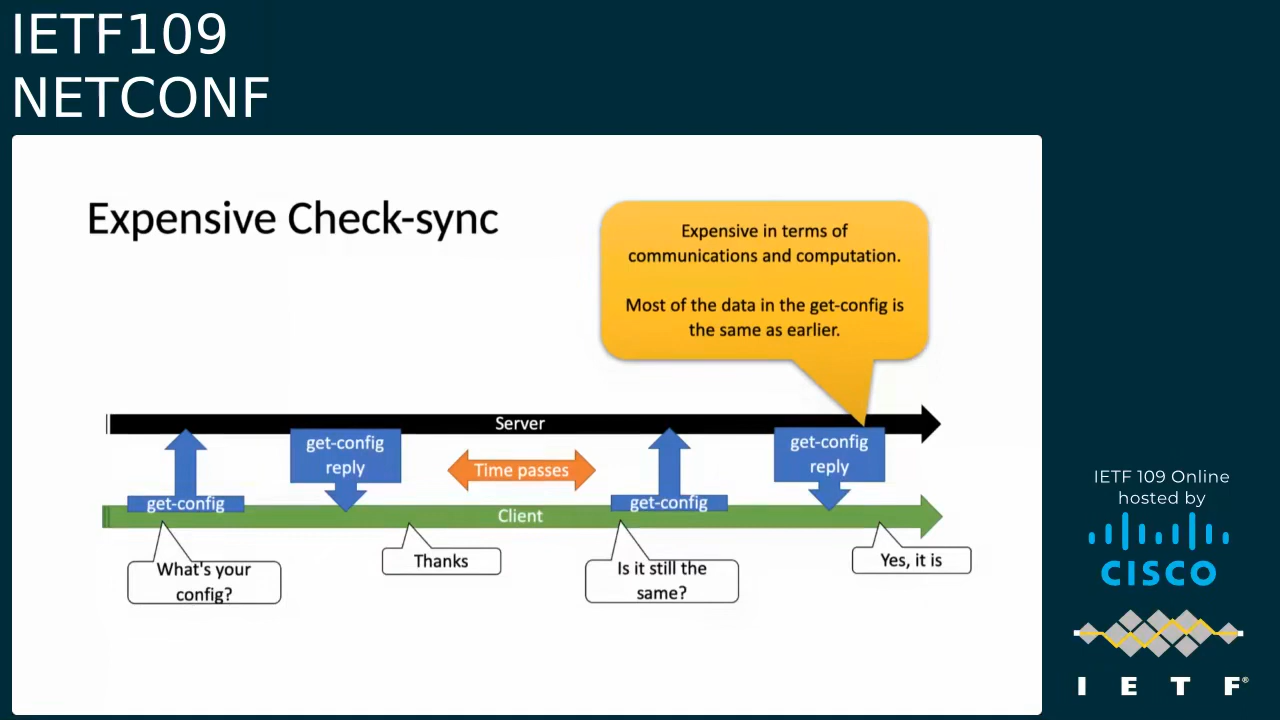 IETF109
NETCONF
Expensive Check-sync
Expensive in terms of
communications and computation.
Most of the data in the get-config is
the same as earlier.
Server
get-config
reply
Time passes
get-config
reply
get-config
get-config
Client
What's your
config?
Thanks
Is it still the
same?
Yes, it is
IETF 109 Online
hosted by
CISCO
I E T F®